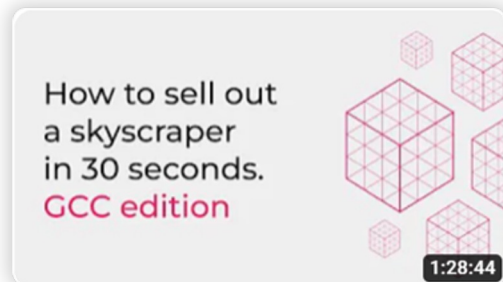 How to sell out
a skyscraper
in 30 seconds.
GCC edition
1:28:44